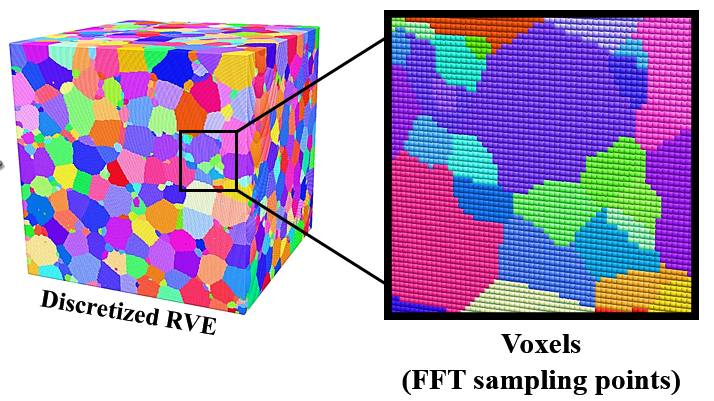 Discretized RVE
Voxels
(FFT sampling points)